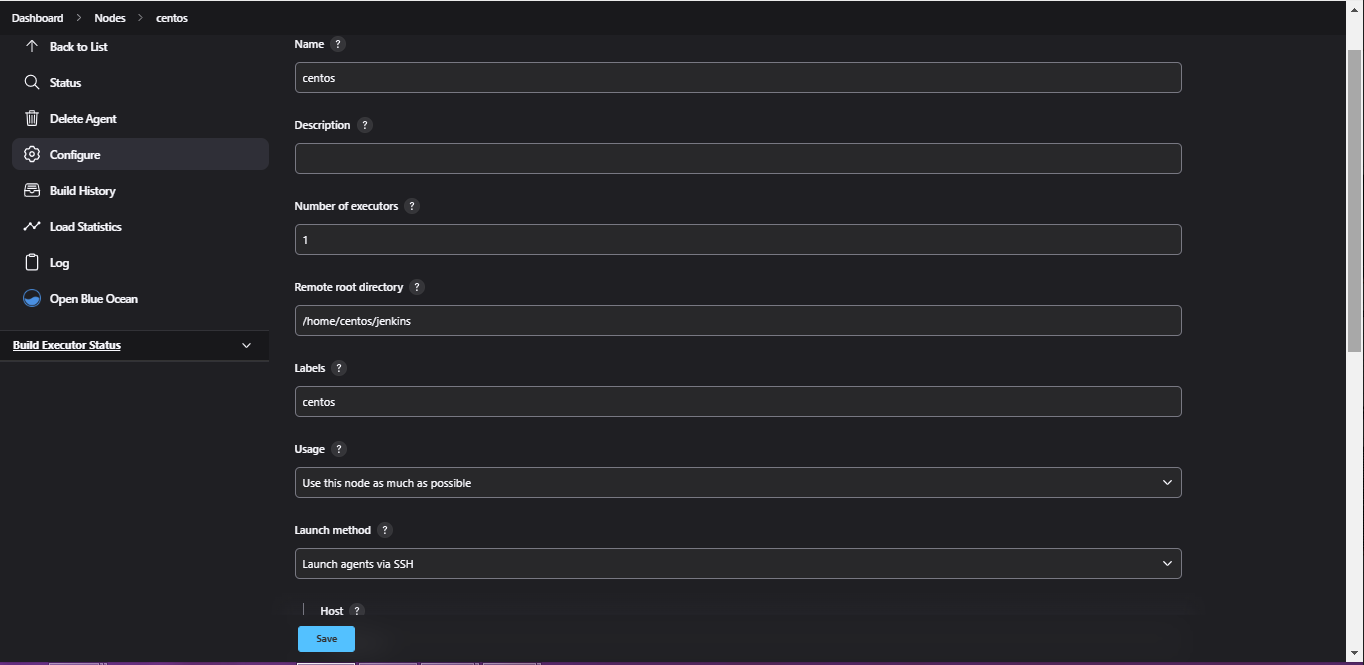 Dashboard > Nodes > centos
Back to List
Status
Delete Agent
Configure
Build History
Load Statistics
Log
Open Blue Ocean
Build Executor Status
Name ?
centos
Description ?
Number of executors ?
1
Remote root directory ?
/home/centos/jenkins
Labels ?
centos
Usage ?
Use this node as much as possible
Launch method ?
Launch agents via SSH
Host ?
Save